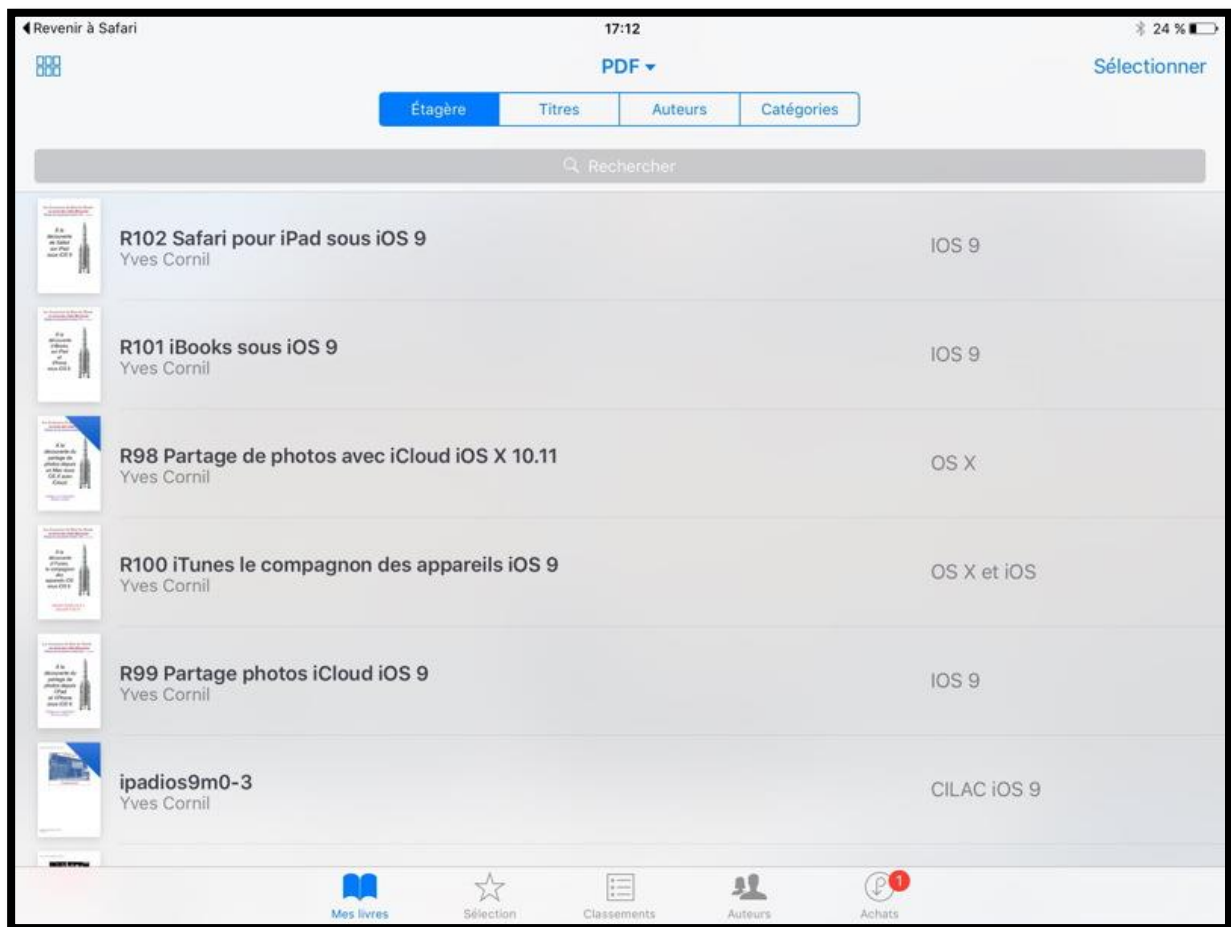 Revenir à Safari
17:12
24 %
PDF
Sélectionner
Étagère
Titres
Auteurs
Catégories
Rechercher
R102 Safari pour iPad sous iOS 9
Yves Cornil
IOS 9
R101 iBooks sous iOS 9
Yves Cornil
IOS 9
R98 Partage de photos avec iCloud iOS X 10.11
Yves Cornil
OS X
R100 iTunes le compagnon des appareils iOS 9
Yves Cornil
OS X et iOS
R99 Partage photos iCloud iOS 9
Yves Cornil
IOS 9
ipadios9m0-3
Yves Cornil
CILAC iOS 9
Mes livres
Sélection
Classements
Auteurs
Achats
1